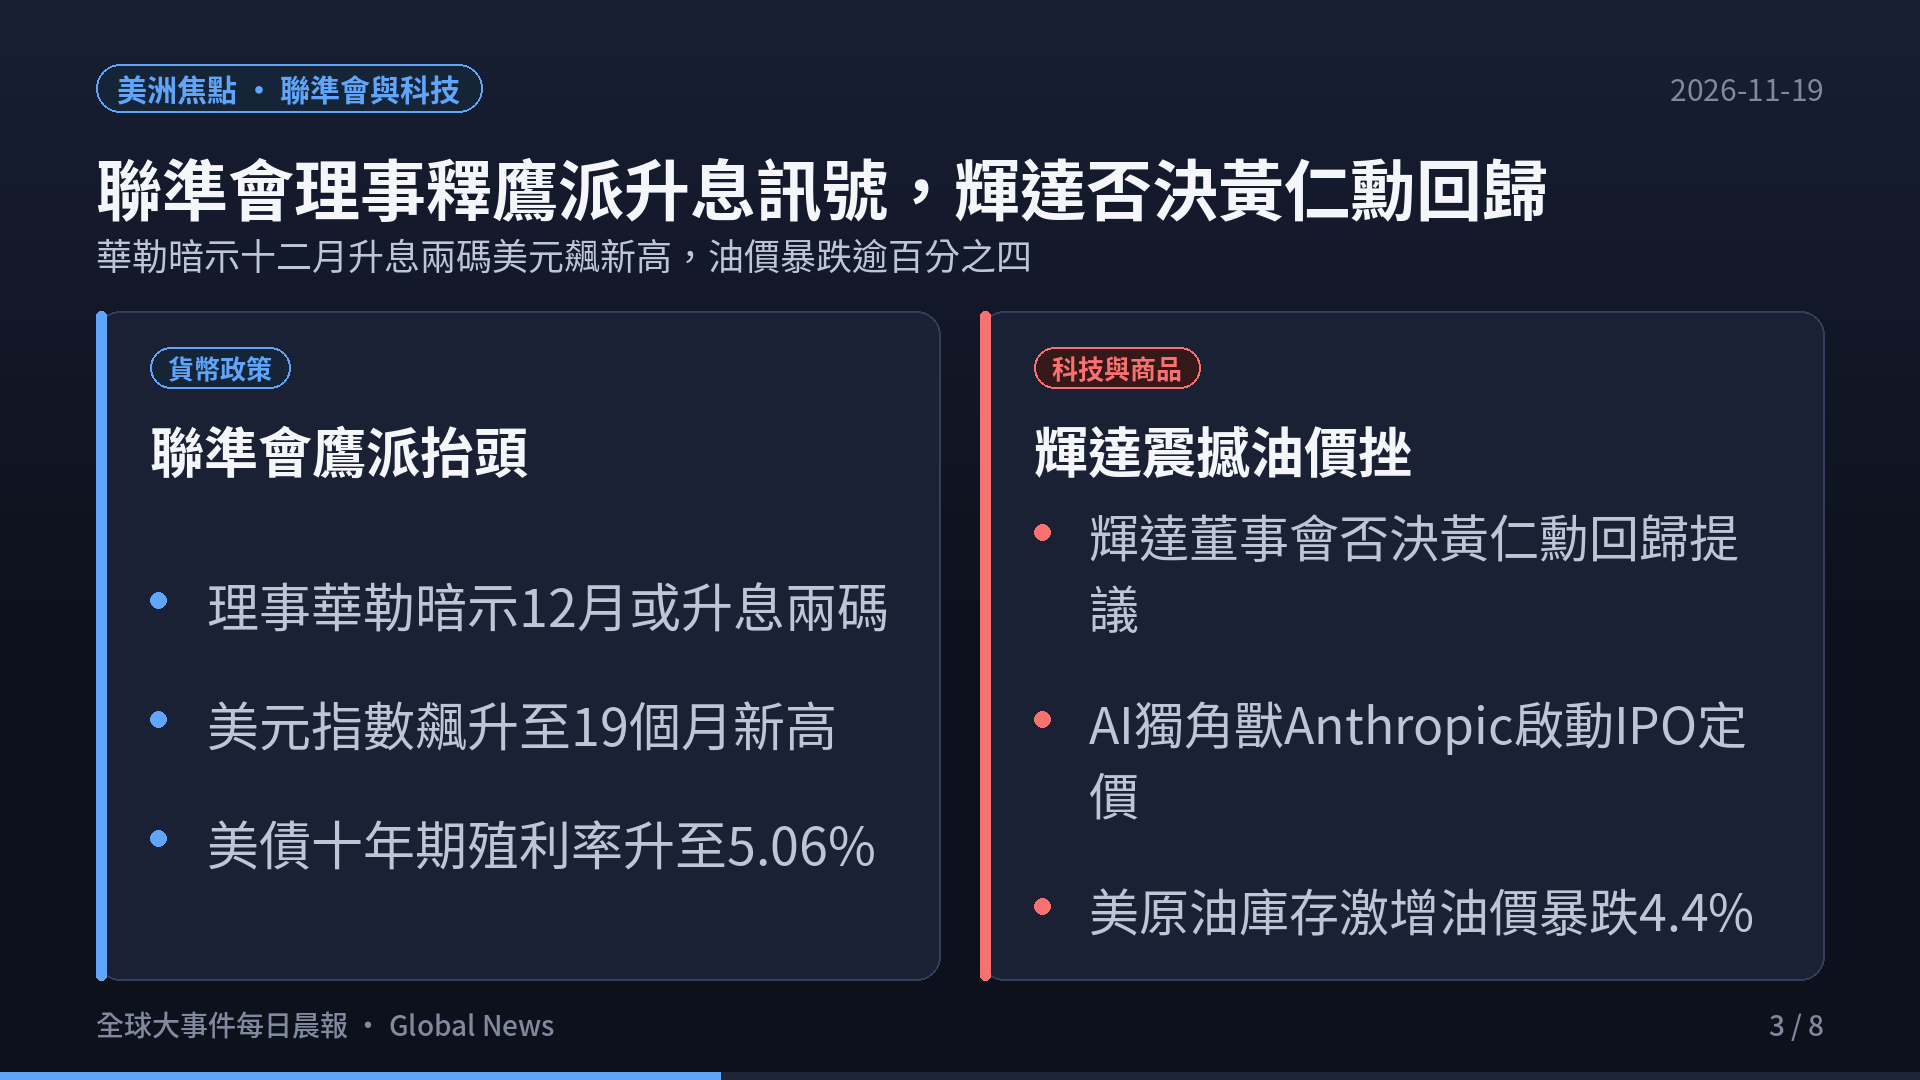 美洲焦點 • 聯準會與科技
2026-11-19
聯準會理事釋鷹派升息訊號，輝達否決黃仁勳回歸
華勒暗示十二月升息兩碼美元飆新高，油價暴跌逾百分之四
貨幣政策
聯準會鷹派抬頭
理事華勒暗示12月或升息兩碼
美元指數飆升至19個月新高
美債十年期殖利率升至5.06%
科技與商品
輝達震撼油價挫
輝達董事會否決黃仁勳回歸提
議
AI獨角獸Anthropic啟動IPO定
價
美原油庫存激增油價暴跌4.4%
全球大事件每日晨報 • Global News
3 / 8